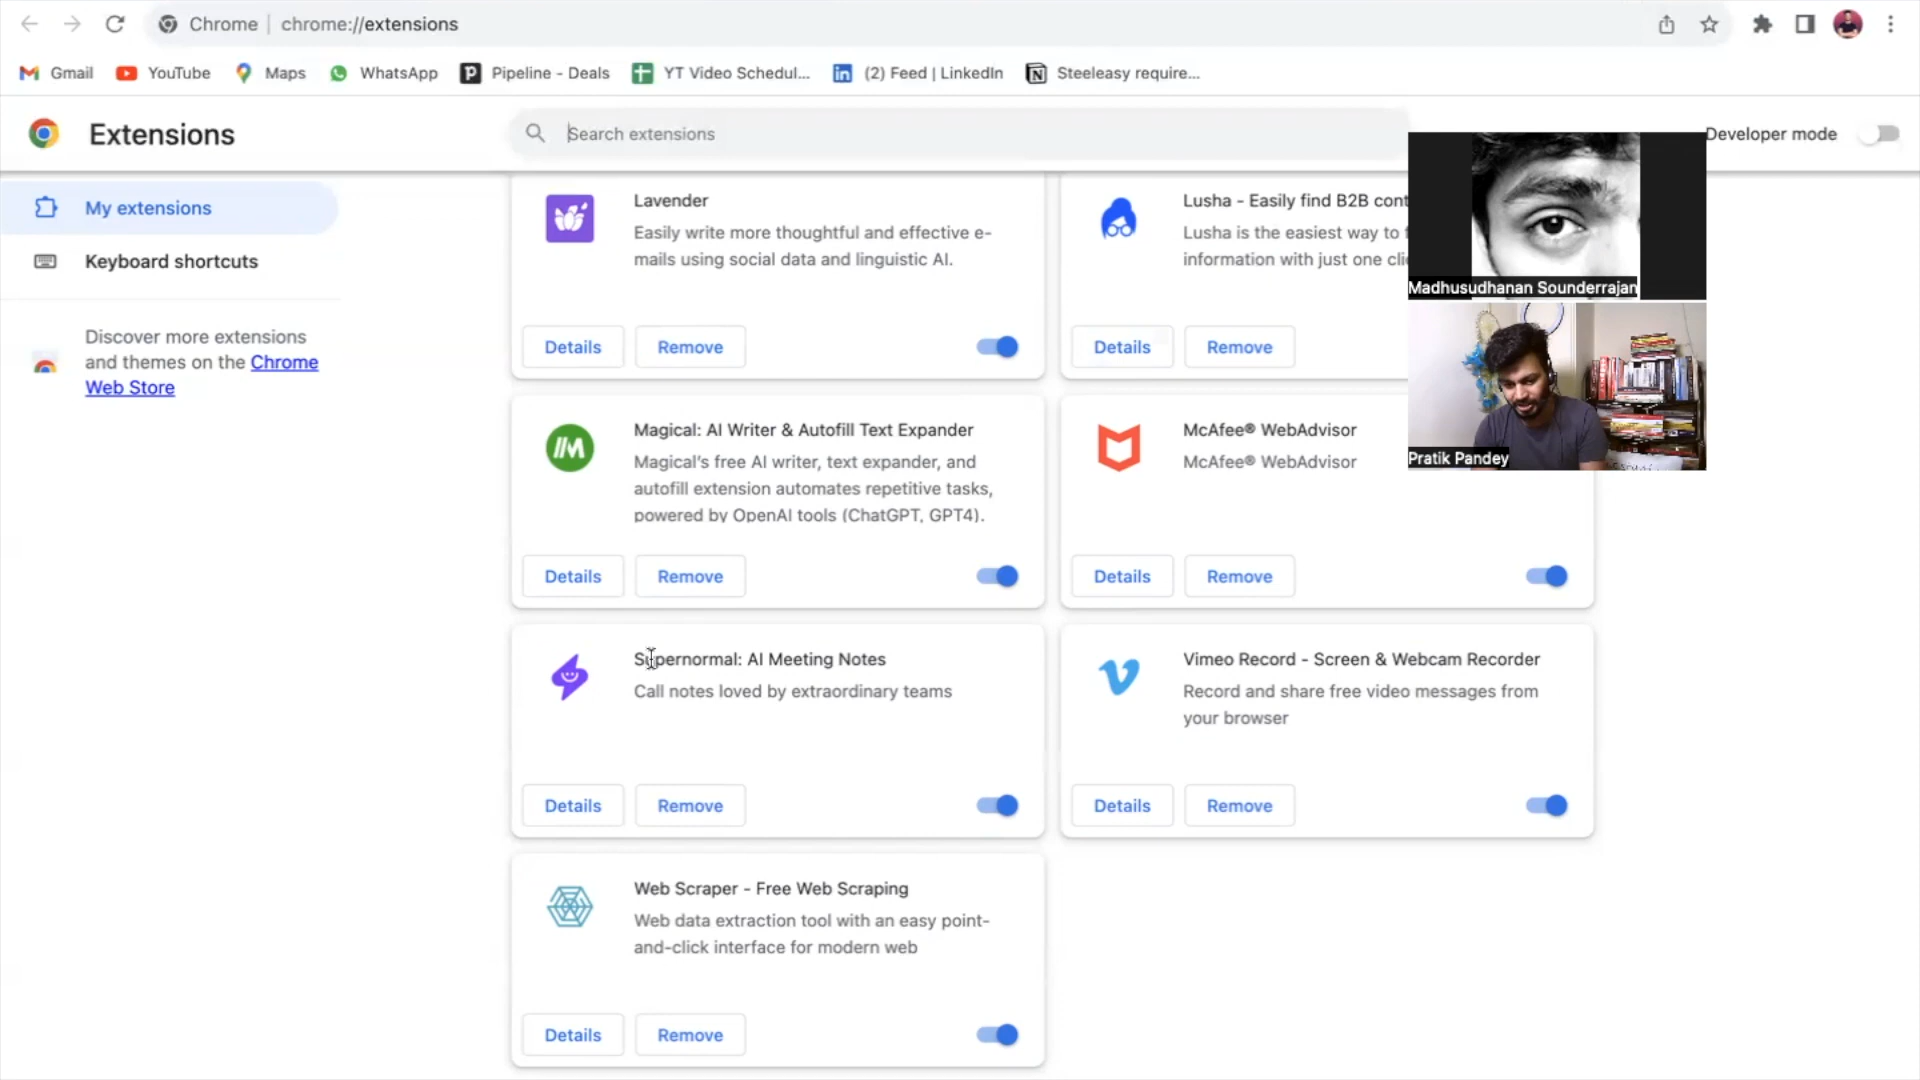 Chrome | chrome://extensions
Gmail YouTube Maps WhatsApp Pipeline - Deals YT Video Schedul... (2) Feed | LinkedIn Steeleasy require...
Extensions
Search extensions
Developer mode
My extensions
Keyboard shortcuts
Discover more extensions
and themes on the Chrome
Web Store
Lavender
Easily write more thoughtful and effective e-
mails using social data and linguistic AI.
Details Remove
Lusha - Easily find B2B cont
Lusha is the easiest way to f
information with just one cli
Details Remove
Madhusudhanan Sounderrajan
Pratik Pandey
Magical: AI Writer & Autofill Text Expander
Magical's free AI writer, text expander, and
autofill extension automates repetitive tasks,
powered by OpenAI tools (ChatGPT, GPT4).
Details Remove
McAfee® WebAdvisor
McAfee® WebAdvisor
Details Remove
Supernormal: AI Meeting Notes
Call notes loved by extraordinary teams
Details Remove
Vimeo Record - Screen & Webcam Recorder
Record and share free video messages from
your browser
Details Remove
Web Scraper - Free Web Scraping
Web data extraction tool with an easy point-
and-click interface for modern web
Details Remove